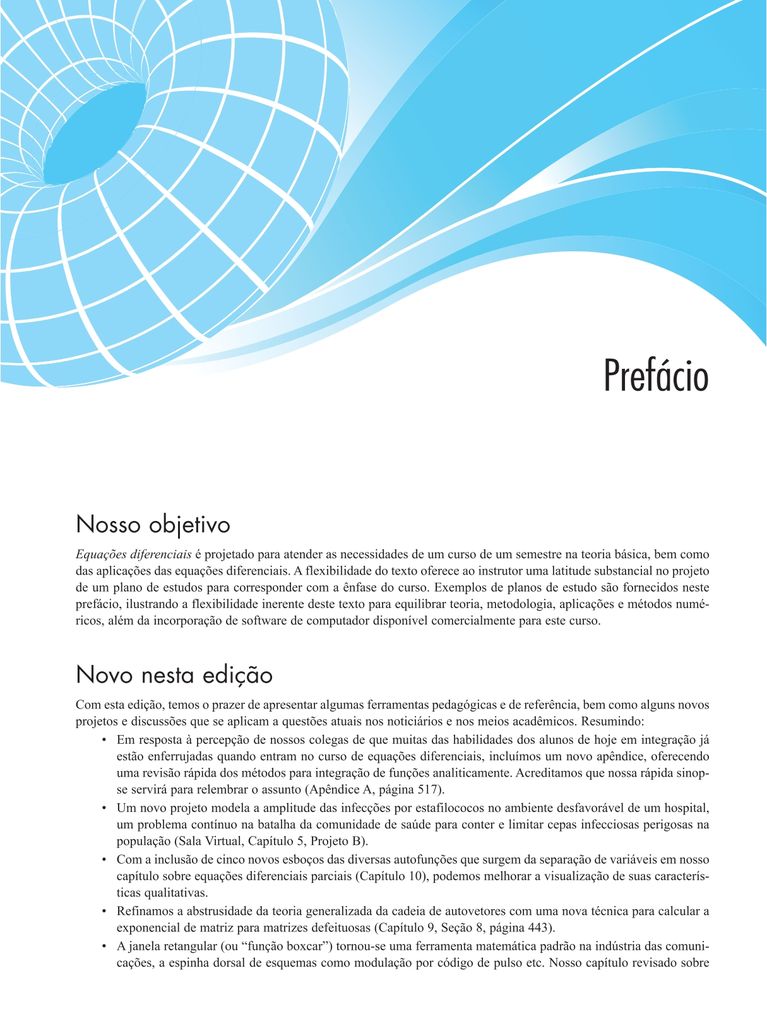 Prefácio
Nosso objetivo
Equações diferenciais é projetado para atender as necessidades de um curso de um semestre na teoria básica, bem como
das aplicações das equações diferenciais. A flexibilidade do texto oferece ao instrutor uma latitude substancial no projeto
de um plano de estudos para corresponder com a ênfase do curso. Exemplos de planos de estudo são fornecidos neste
prefácio, ilustrando a flexibilidade inerente deste texto para equilibrar teoria, metodologia, aplicações e métodos numé-
ricos, além da incorporação de software de computador disponível comercialmente para este curso.
Novo nesta edição
Com esta edição, temos o prazer de apresentar algumas ferramentas pedagógicas e de referência, bem como alguns novos
projetos e discussões que se aplicam a questões atuais nos noticiários e nos meios acadêmicos. Resumindo:
• Em resposta à percepção de nossos colegas de que muitas das habilidades dos alunos de hoje em integração já
estão enferrujadas quando entram no curso de equações diferenciais, incluímos um novo apêndice, oferecendo
uma revisão rápida dos métodos para integração de funções analiticamente. Acreditamos que nossa rápida sinop-
se servirá para relembrar o assunto (Apêndice A, página 517).
• Um novo projeto modela a amplitude das infecções por estafilococos no ambiente desfavorável de um hospital,
um problema contínuo na batalha da comunidade de saúde para conter e limitar cepas infecciosas perigosas na
população (Sala Virtual, Capítulo 5, Projeto B).
• Com a inclusão de cinco novos esboços das diversas autofunções que surgem da separação de variáveis em nosso
capítulo sobre equações diferenciais parciais (Capítulo 10), podemos melhorar a visualização de suas caracterís-
ticas qualitativas.
• Refinamos a abstrusidade da teoria generalizada da cadeia de autovetores com uma nova técnica para calcular a
exponencial de matriz para matrizes defeituosas (Capítulo 9, Seção 8, página 443).
• A janela retangular (ou “função boxcar”) tornou-se uma ferramenta matemática padrão na indústria das comuni-
cações, a espinha dorsal de esquemas como modulação por código de pulso etc. Nosso capítulo revisado sobre